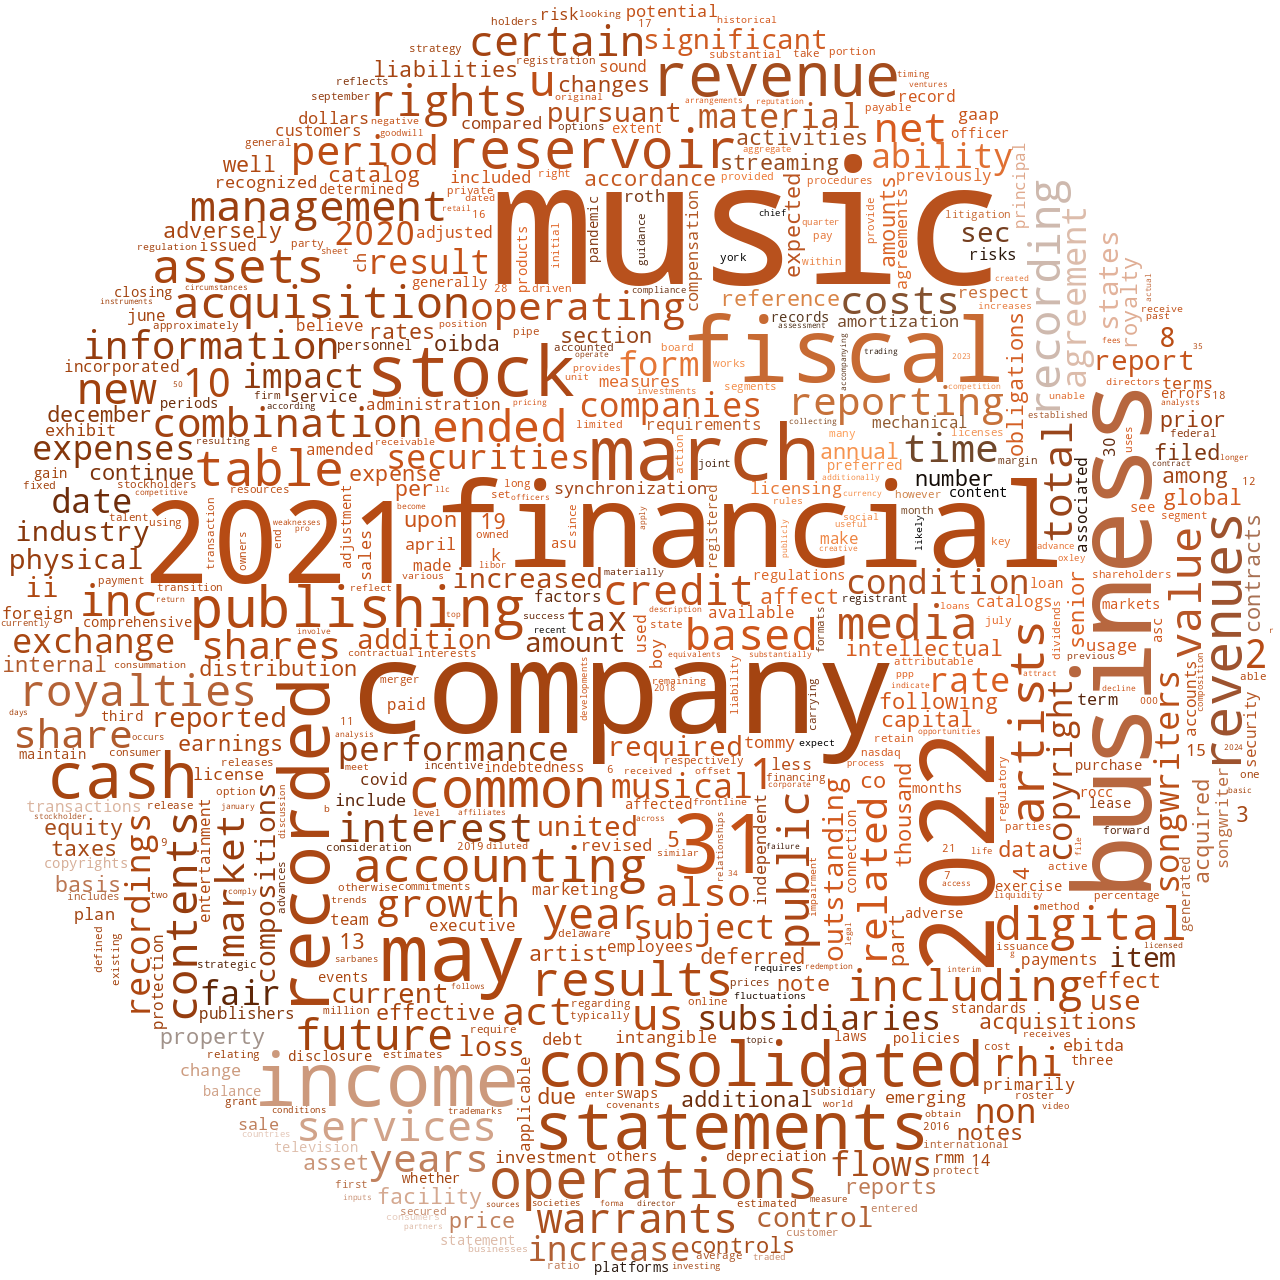 holders risk looking potential historical
strategy certain significant 17
liabilities registration sound substantial take portion
reflects u changes revenue timing ventures
september rights original arrangements reputation payable record
dollars negative pursuant material net gaap
customers goodwill compared options extent activities officer
general period reservoir aggregate streaming ability
well catalog included right accordance provided procedures previously principal
recognized determined private roth compensation expected amounts provide agreements
management dated retail 16 music chief quarter pay litigation recording
adversely issued 2020 adjusted products initial pandemic guidance york within sec agreement
regulation party sheet result ch risks created states royalty actual
assets circumstances generally 28 driven compliance
closing instruments acquisition operating reference costs respect increases receive past
june approximately believe position pipe section records amortization obligations fees
information personnel rates oibda accounted board assessment trading accompanying 2023 8 35
incorporated operate provides form works fiscal report
new 50 10 impact firm service unit measures segments competition directors terms
december periods according administration pricing investments reporting unable analysts errors 18
exhibit combination ended limited companies requirements collecting mechanical established prior federal
expenses resulting e amended receivable securities action joint march many preferred annual time margin uses 30 longer
gain continue table expense additionally licenses contract filed
fixed competitive resources per llc long set officers synchronization licensing however number content total associated among 12
date talent using weaknesses pro become since rules currency month see global
industry transaction owners end adjustment sales upon 19 owned apply registered social useful make likely key advance segment
physical 2021 april asu publicly creative financial oxley
ii payment transition reflect made various k libor materially regulations condition loan shareholders business value revenues contracts
foreign inc return publishing increased factors credit affect registrant loans catalogs senior markets
currently comprehensive involve top success tax description available formats july dividends usage asc
exchange shares addition recent used state based media artists previous r
internal consummation distribution contractual interests amount boy equivalents substantially intellectual attract because 2 able
royalties merger developments remaining 2018 liability carrying attributable ppp rate decline 000 accounts composition security
days third reported recorded 11 paid company indicate following copyright term songwriters
share occurs earnings analysis performance required respectively tommy expect capital opportunities 15 2024
maintain consumer releases meet incentive indebtedness 6 received offset less nasdaq retain purchase one
cash license option covid common musical 1 financing corporate process co months regulatory rocc basic
transactions release january include level affiliates affected frontline outstanding thousand 2022 lease acquired songwriter 3
stockholder equity recordings contents market compositions entertainment b interest united across 31 independent public related parties forward
taxes 9 discussion consideration 2019 diluted revised 5 relationships failure connection 21 life data file
copyrights advances accounting similar 34 impairment 7 access 4 active
basis includes two otherwise commitments marketing also exercise liquidity percentage generated
plan comply trends growth year subject adverse method digital licensed
defined existing team executive delaware legal part issuance g
protection strategic 13 sarbanes may artist employees deferred requires redemption interim payments item
fair events follows results prices note standards effect
publishers current million effective act regarding typically us online fluctuations including use
property future require loss debt intangible subsidiaries topic laws policies receives acquisitions
relating disclosure estimates consolidated cost ebitda three
change balance income applicable due enter swaps additional subsidiary emerging rhi primarily
grant conditions trademarks covenants world obtain roster video
sale countries services statements 2016 non notes
television years investment others depreciation flows international rmm 14
asset whether operations protect
first inputs facility sources societies forma director estimated measure reports
secured consumers partners price warrants control entered
statement businesses increase controls customer
ratio platforms average traded investing